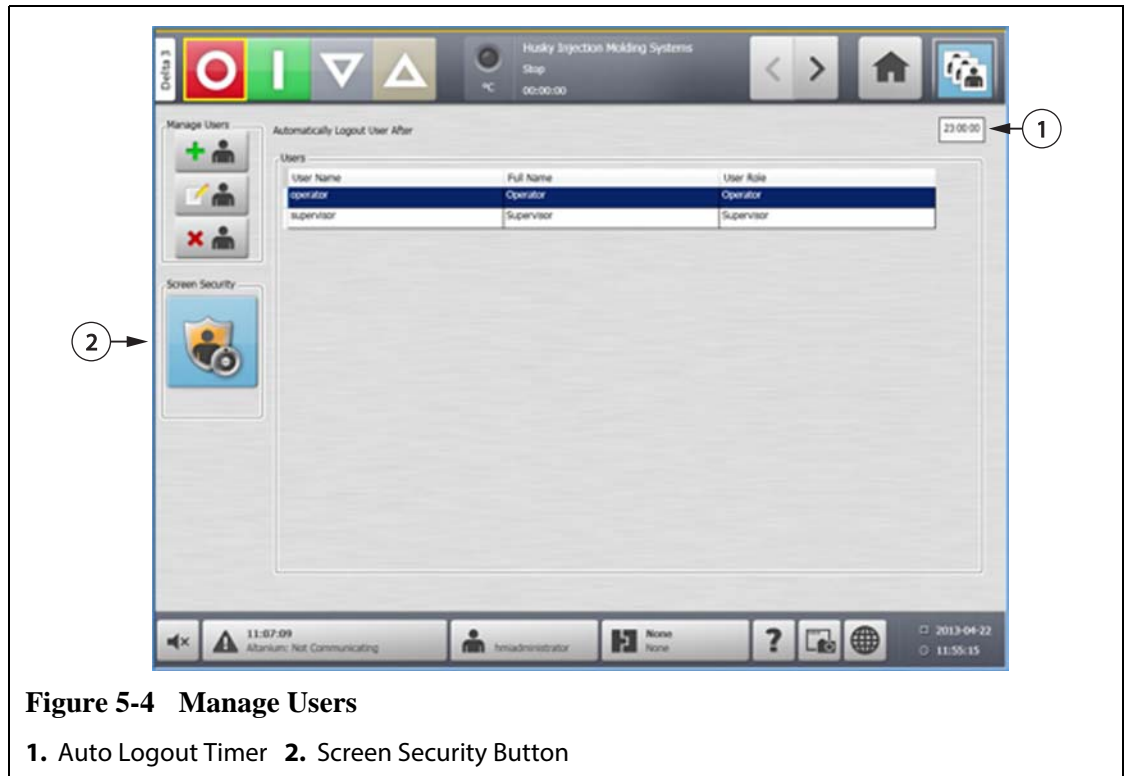 Delta 3
Husky Injection Molding Systems
Stop
°C
00:00:00
Manage Users
Automatically Logout User After
23:00:00
1
Users
User Name Full Name User Role
operator Operator Operator
supervisor Supervisor Supervisor
Screen Security
2
11:07:09
Altanium: Not Communicating
hmiadministrator
None
None
?
2013-04-22
11:55:15
Figure 5-4 Manage Users
1. Auto Logout Timer 2. Screen Security Button